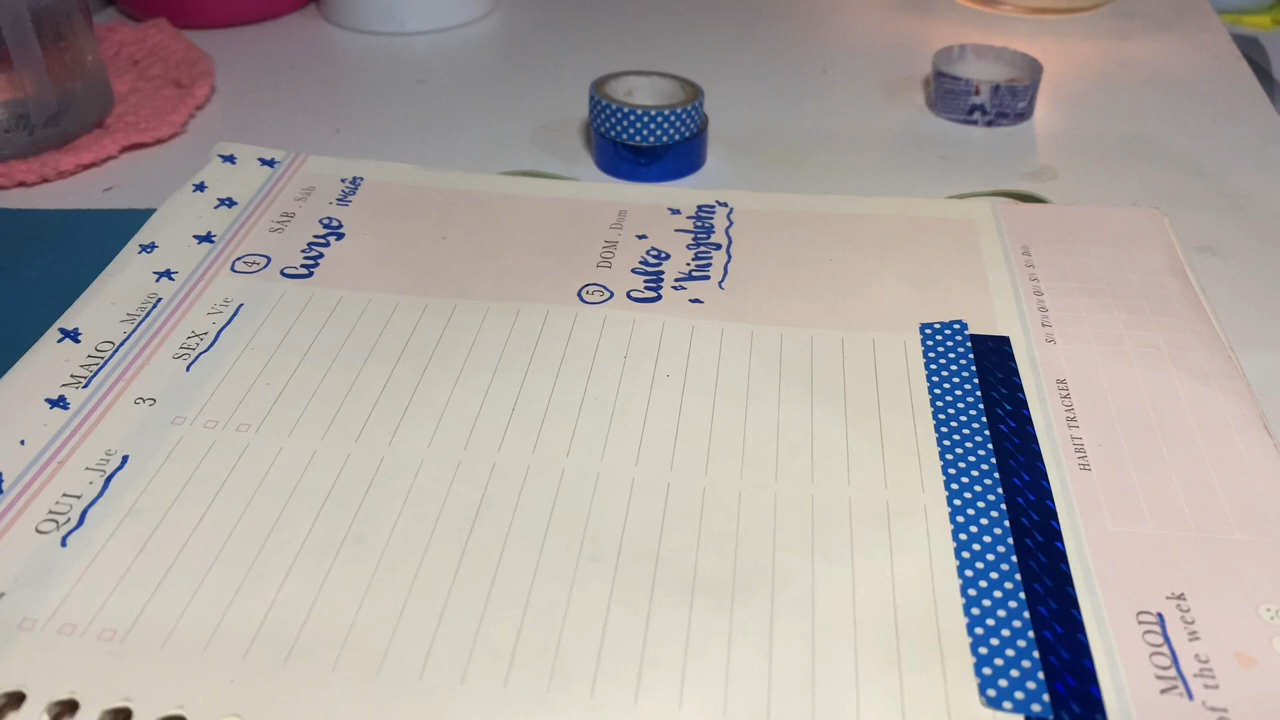 MAIO . Mayo
QUI . Jue
3
SEX . Vie
4
SÁB . Sáb
Curso inglês
5
DOM . Dom
Culto
"Kingdom"
HABIT TRACKER
MOOD
of the week